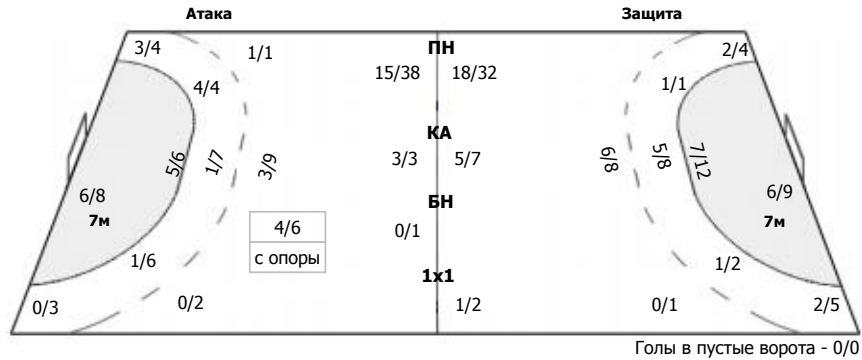 Атака Защита
3/4 1/1 ПН 2/4
15/38 18/32
4/4 1/1
КА
5/6 1/7 3/9 3/3 5/7 6/8 5/8 7/12
6/8 БН 6/9
7м 7м
4/6 0/1
с опоры
1/6 1/2
1х1
0/3 0/2 1/2 0/1 2/5
Голы в пустые ворота - 0/0